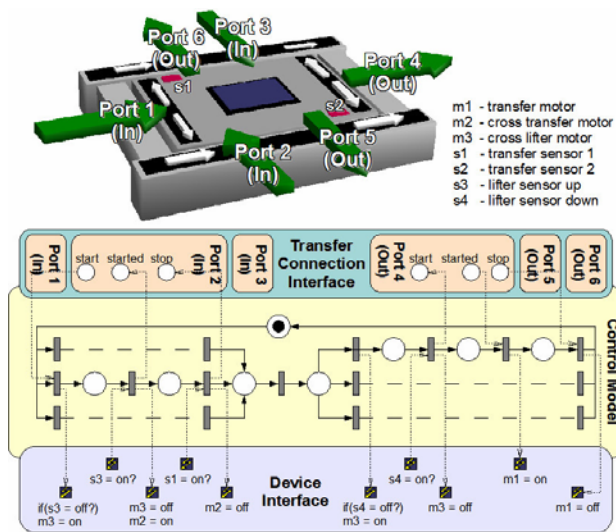 Port 6
(Out)
Port 3
(In)
s1
Port 4
(Out)
Port 1
(In)
s2
Port 2
(In)
Port 5
(Out)
m1 - transfer motor
m2 - cross transfer motor
m3 - cross lifter motor
s1 - transfer sensor 1
s2 - transfer sensor 2
s3 - lifter sensor up
s4 - lifter sensor down
Port 1
(In)
start started stop
Port 2
(In)
Port 3
(In)
Transfer
Connection
Interface
Port 4
(Out)
start started stop
Port 5
(Out)
Port 6
(Out)
Control Model
s3 = on?
s1 = on?
if(s3 = off?)
m3 = on
m3 = off
m2 = on
m2 = off
Device
Interface
s4 = on?
m1 = on
if(s4 = off?)
m3 = on
m3 = off
m1 = off